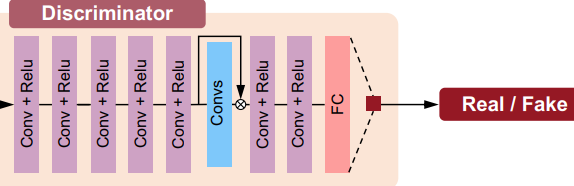 Discriminator
Conv + Relu
Conv + Relu
Conv + Relu
Conv + Relu
Conv + Relu
Convs
Conv + Relu
Conv + Relu
FC
Real / Fake